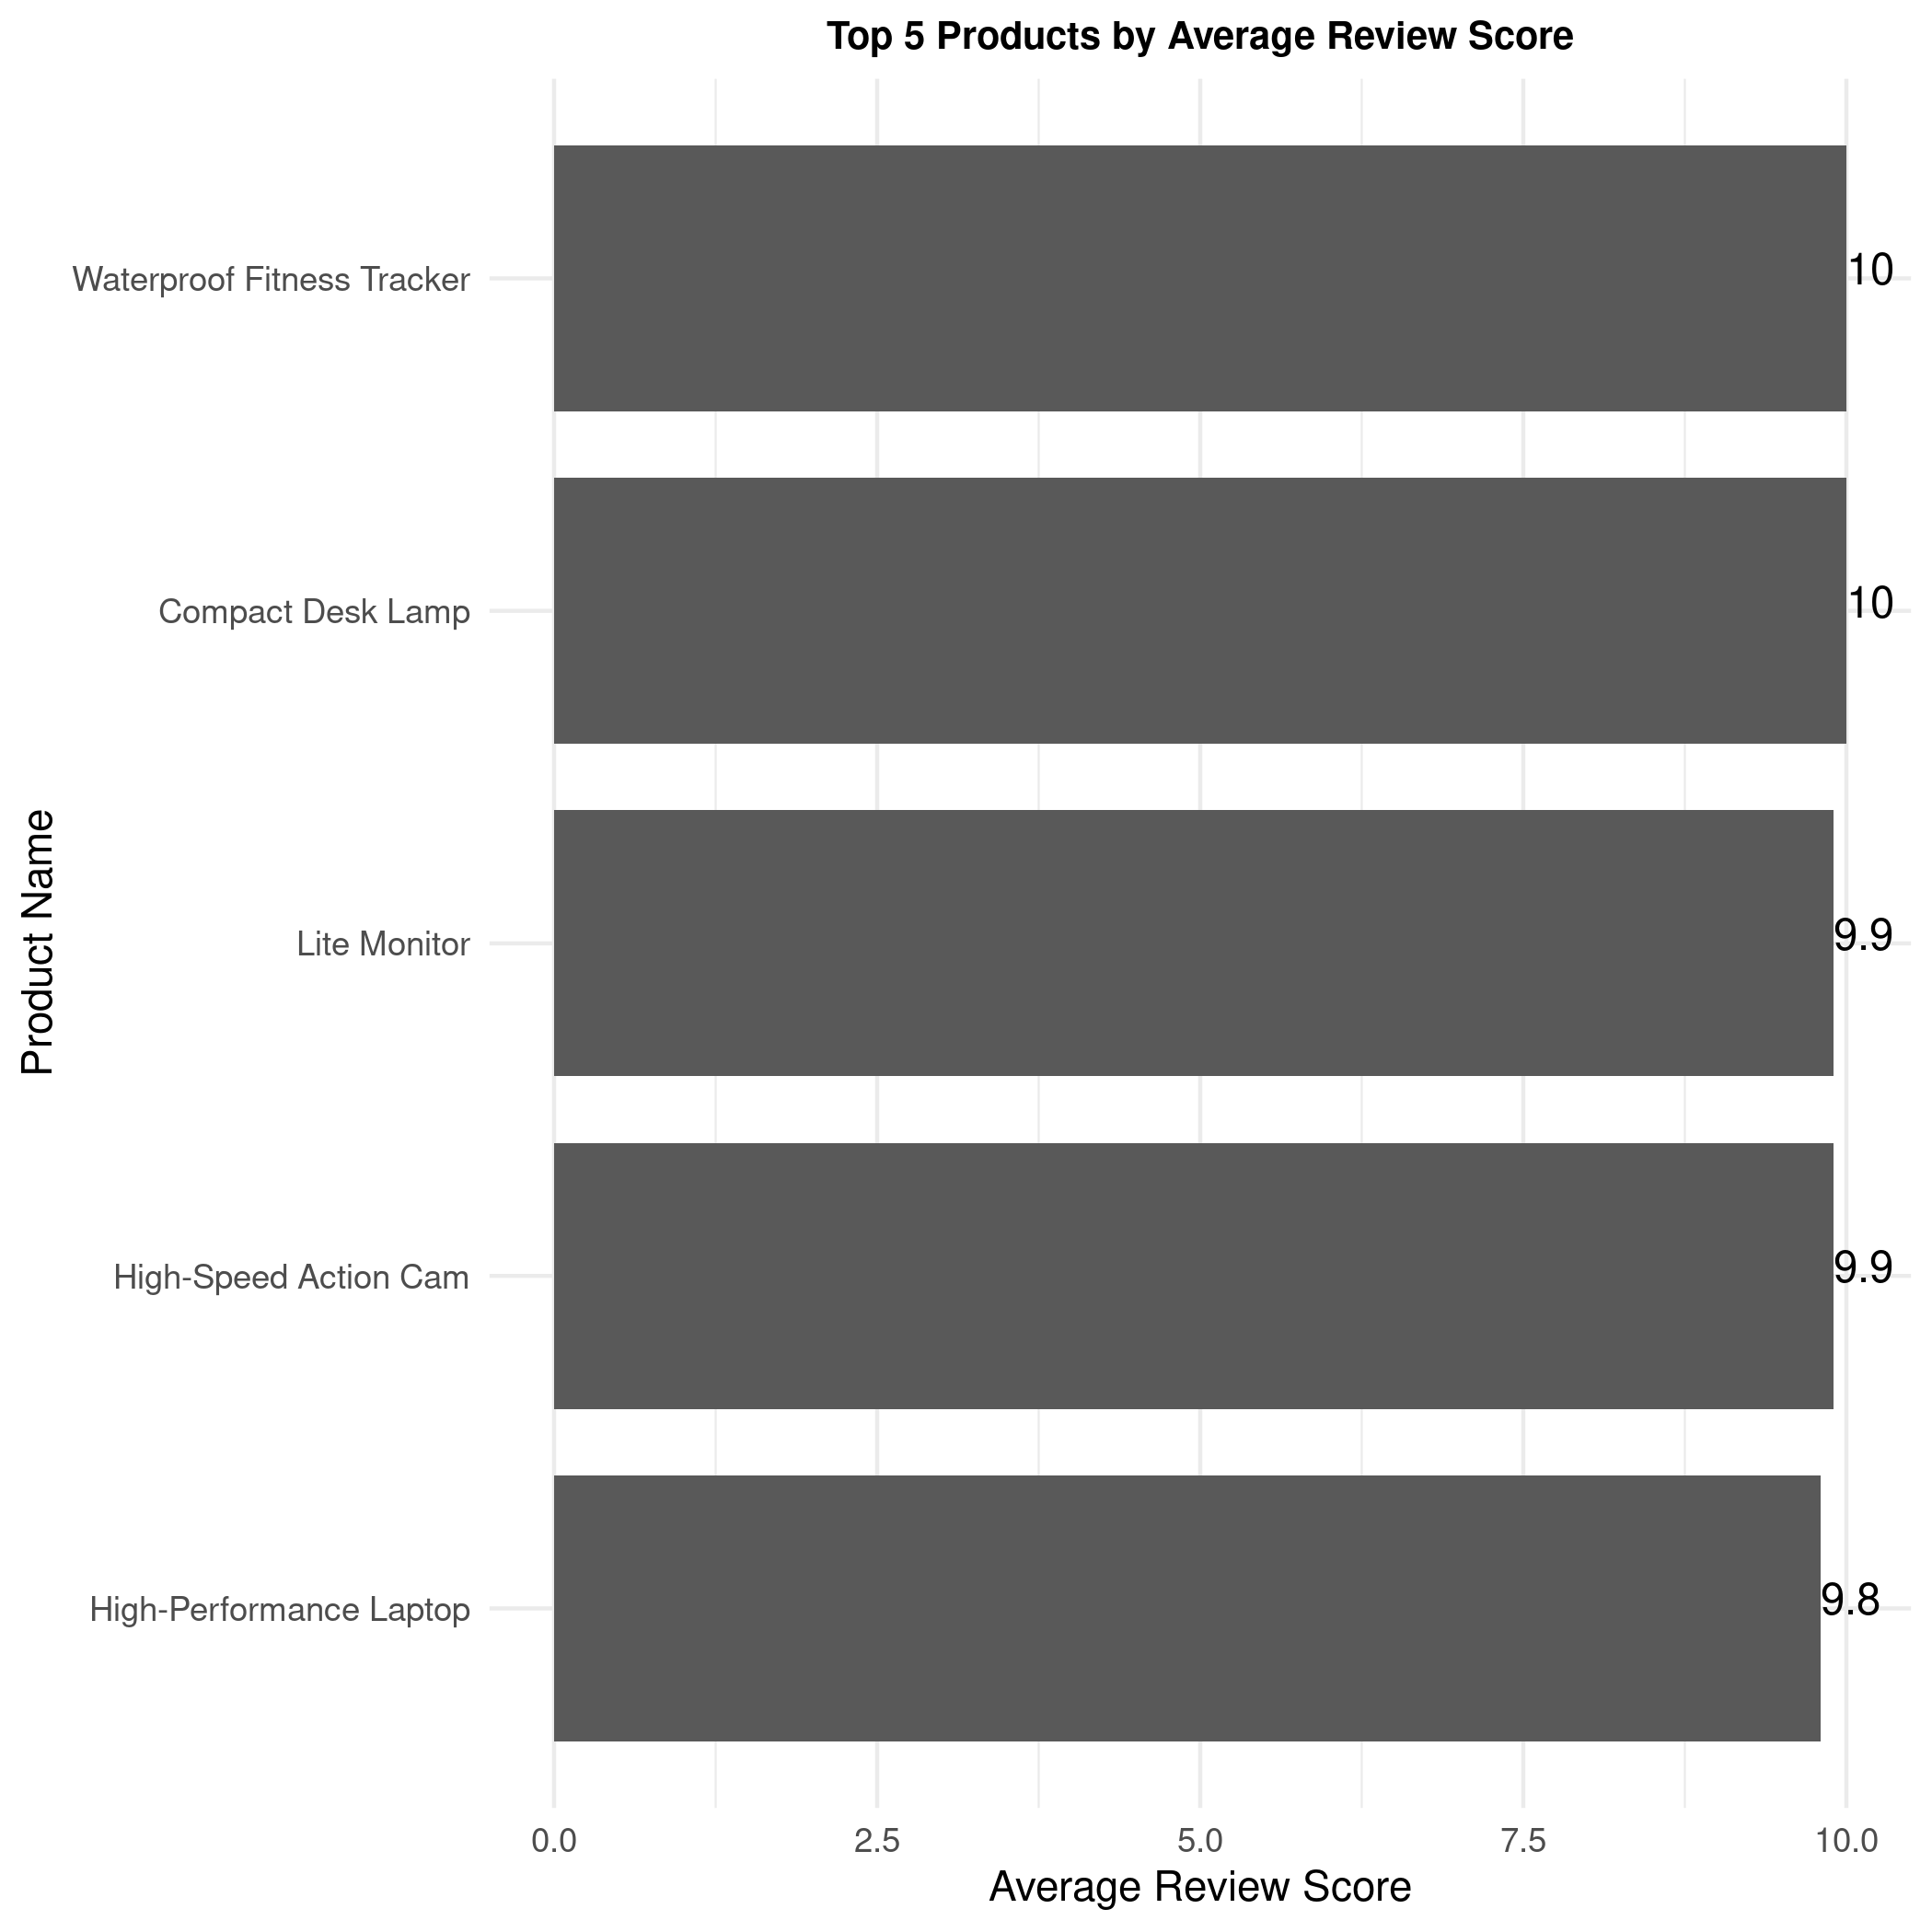 Top 5 Products by Average Review Score
Product Name
Waterproof Fitness Tracker
10
Compact Desk Lamp
10
Lite Monitor
9.9
High-Speed Action Cam
9.9
High-Performance Laptop
9.8
0.0 2.5 5.0 7.5 10.0
Average Review Score